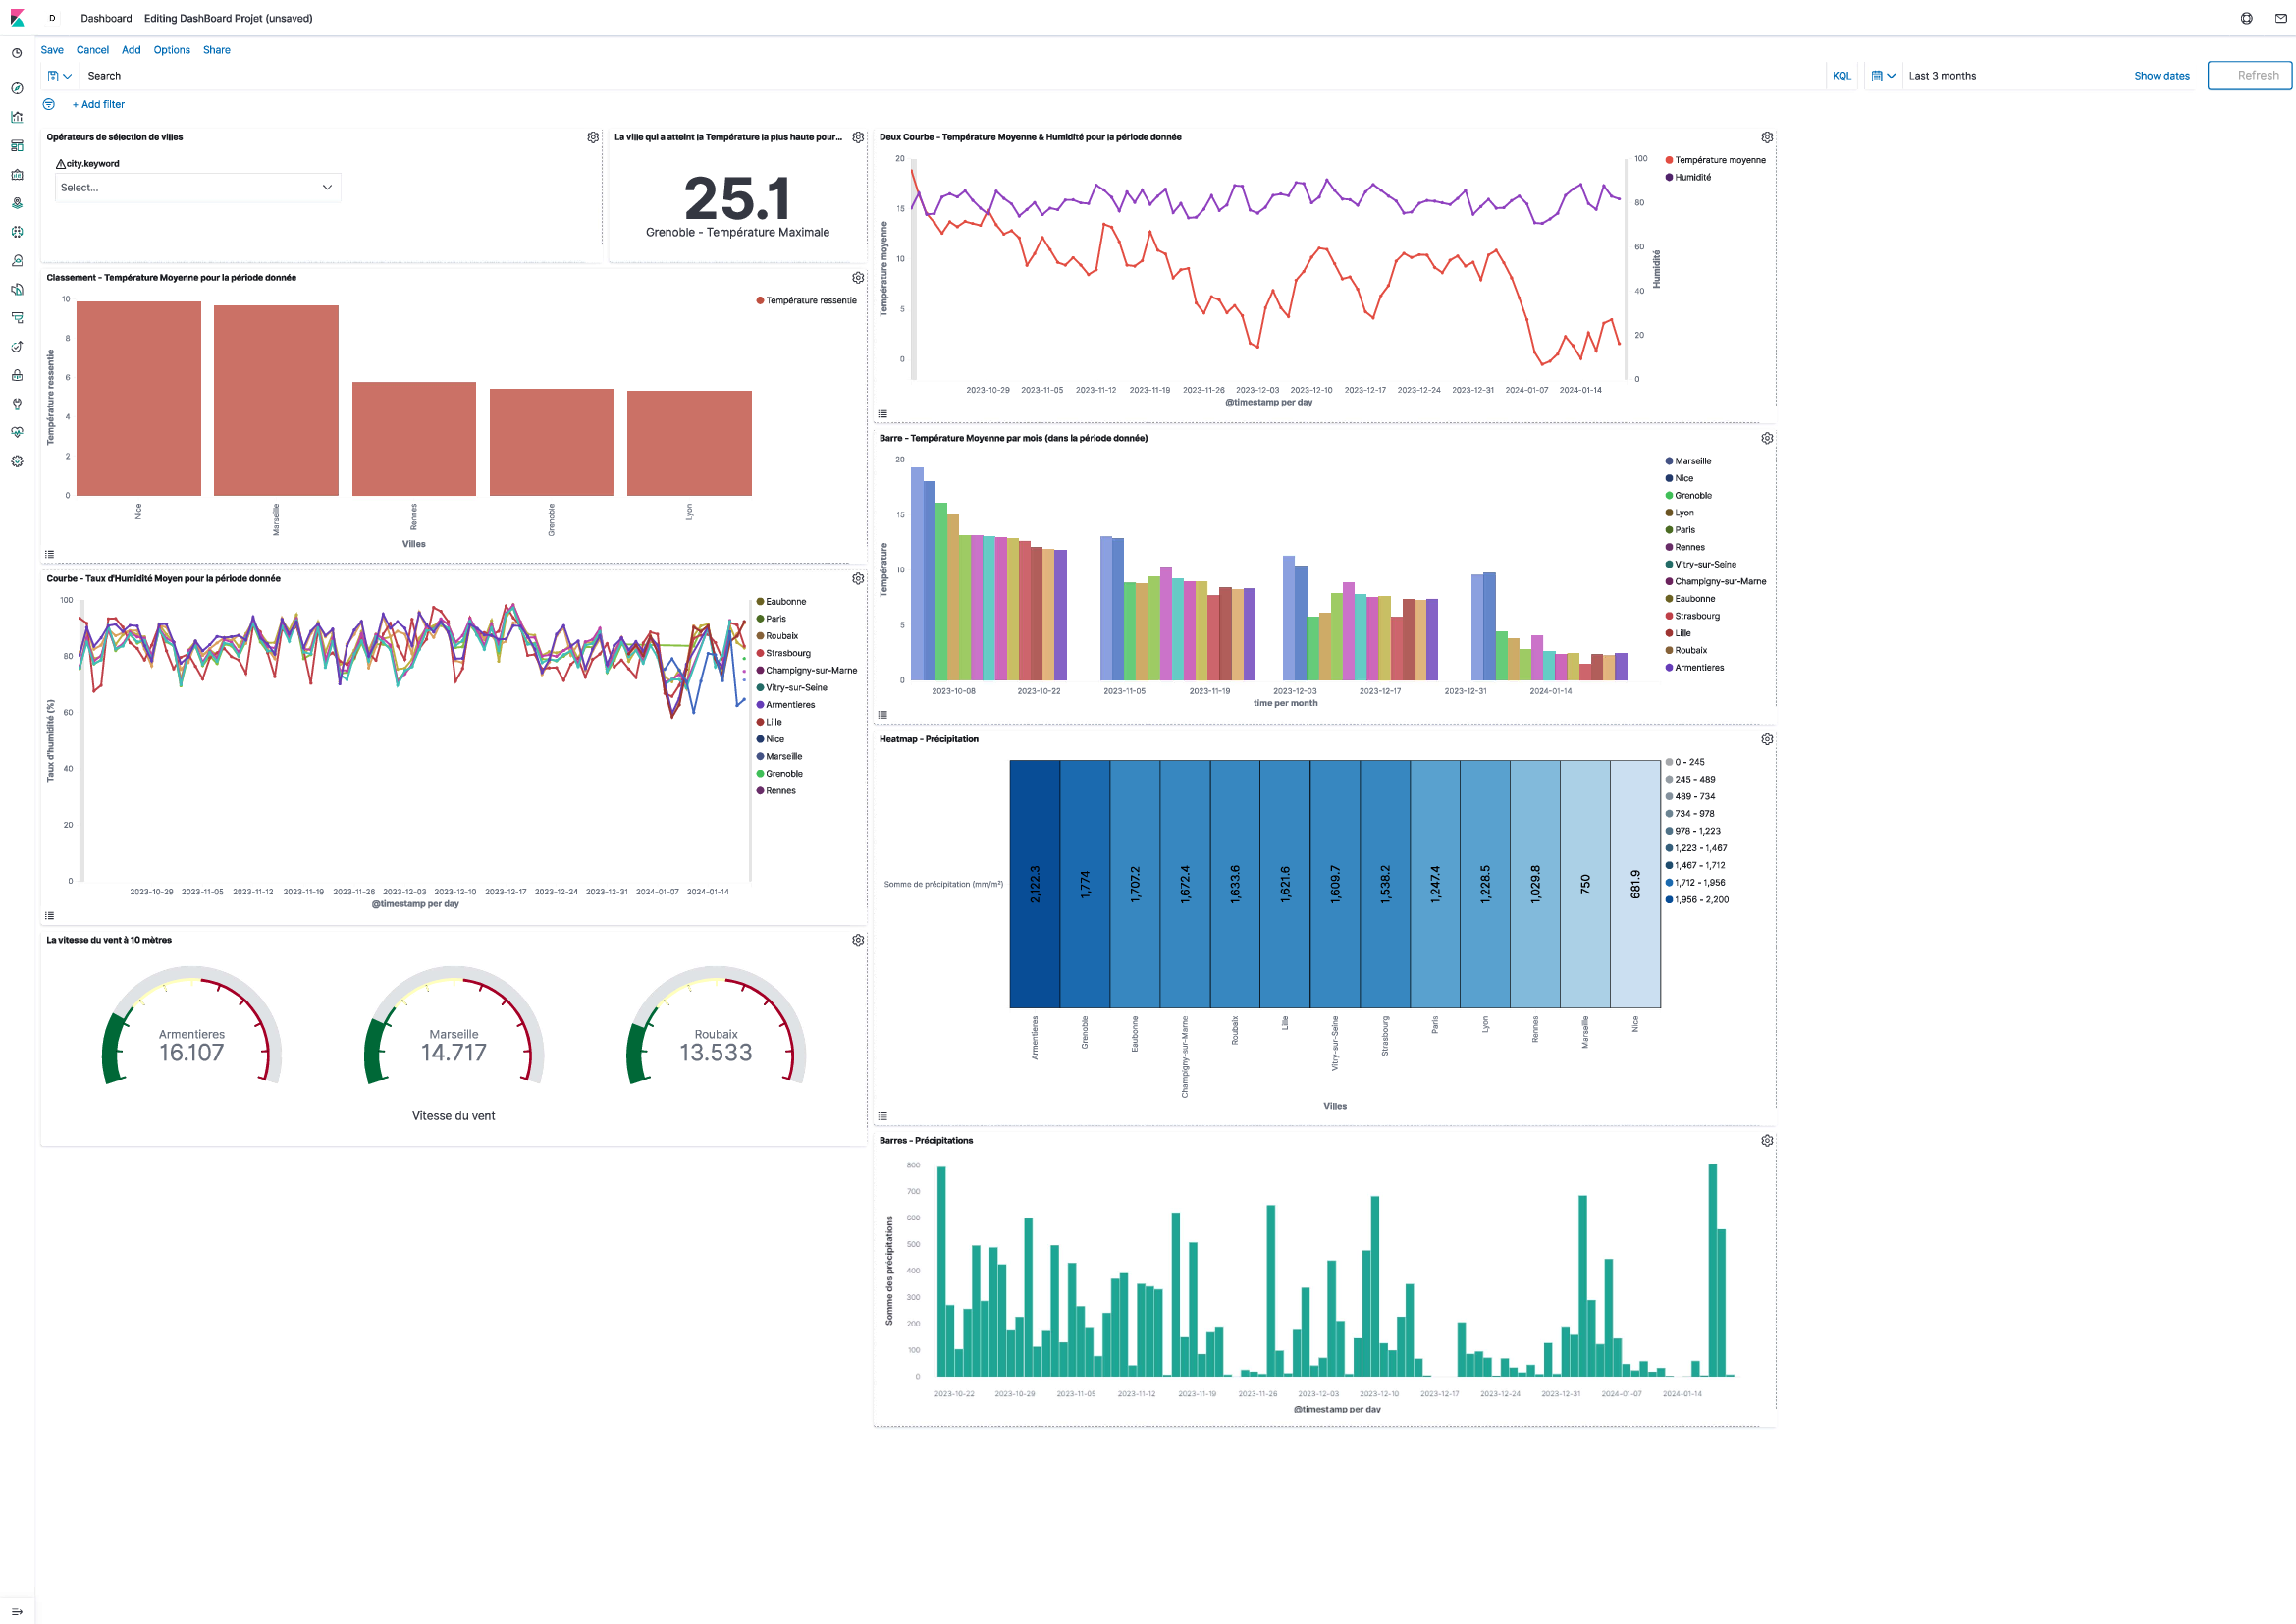 D Dashboard Editing DashBoard Projet (unsaved)
Save Cancel Add Options Share
Search KQL Last 3 months Show dates Refresh
+ Add filter
Opérateurs de sélection de villes
city.keyword
Select...
La ville qui a atteint la Température la plus haute pour...
25.1
Grenoble - Température Maximale
Classement - Température Moyenne pour la période donnée
Température ressentie
10
8
6
4
2
0
Température ressentie
Nice Marseille Rennes Grenoble Lyon
Villes
Courbe - Taux d'Humidité Moyen pour la période donnée
100
80
60
40
20
0
Taux d'humidité (%)
2023-10-29 2023-11-05 2023-11-12 2023-11-19 2023-11-26 2023-12-03 2023-12-10 2023-12-17 2023-12-24 2023-12-31 2024-01-07 2024-01-14
@timestamp per day
Eaubonne
Paris
Roubaix
Strasbourg
Champigny-sur-Marne
Vitry-sur-Seine
Armentieres
Lille
Nice
Marseille
Grenoble
Rennes
La vitesse du vent à 10 mètres
Armentieres
16.107
Marseille
14.717
Roubaix
13.533
Vitesse du vent
Deux Courbe - Température Moyenne & Humidité pour la période donnée
20
15
10
5
0
Température moyenne
100
80
60
40
20
0
Humidité
Température moyenne
Humidité
2023-10-29 2023-11-05 2023-11-12 2023-11-19 2023-11-26 2023-12-03 2023-12-10 2023-12-17 2023-12-24 2023-12-31 2024-01-07 2024-01-14
@timestamp per day
Barre - Température Moyenne par mois (dans la période donnée)
20
15
10
5
0
Température
2023-10-08 2023-10-22 2023-11-05 2023-11-19 2023-12-03 2023-12-17 2023-12-31 2024-01-14
time per month
Marseille
Nice
Grenoble
Lyon
Paris
Rennes
Vitry-sur-Seine
Champigny-sur-Marne
Eaubonne
Strasbourg
Lille
Roubaix
Armentieres
Heatmap - Précipitation
Somme de précipitation (mm/m²)
2,122.3 1,774 1,707.2 1,672.4 1,633.6 1,621.6 1,609.7 1,538.2 1,247.4 1,228.5 1,029.8 750 681.9
Armentieres Grenoble Eaubonne Champigny-sur-Marne Roubaix Lille Vitry-sur-Seine Strasbourg Paris Lyon Rennes Marseille Nice
Villes
0 - 245
245 - 489
489 - 734
734 - 978
978 - 1,223
1,223 - 1,467
1,467 - 1,712
1,712 - 1,956
1,956 - 2,200
Barres - Précipitations
800
700
600
500
400
300
200
100
0
Somme des précipitations
2023-10-22 2023-10-29 2023-11-05 2023-11-12 2023-11-19 2023-11-26 2023-12-03 2023-12-10 2023-12-17 2023-12-24 2023-12-31 2024-01-07 2024-01-14
@timestamp per day